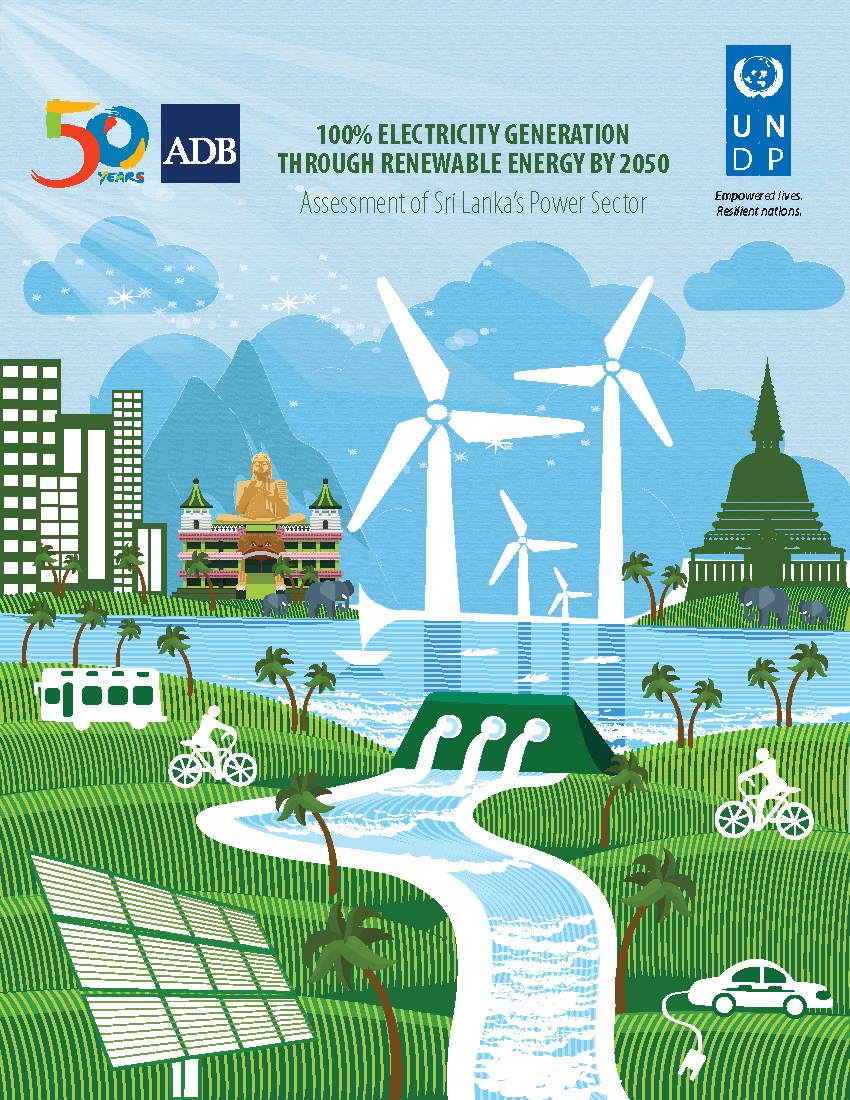 50
YEARS
ADB
100% ELECTRICITY GENERATION
THROUGH RENEWABLE ENERGY BY 2050
Assessment of Sri Lanka's Power Sector
U N
D P
Empowered lives.
Resilient nations.